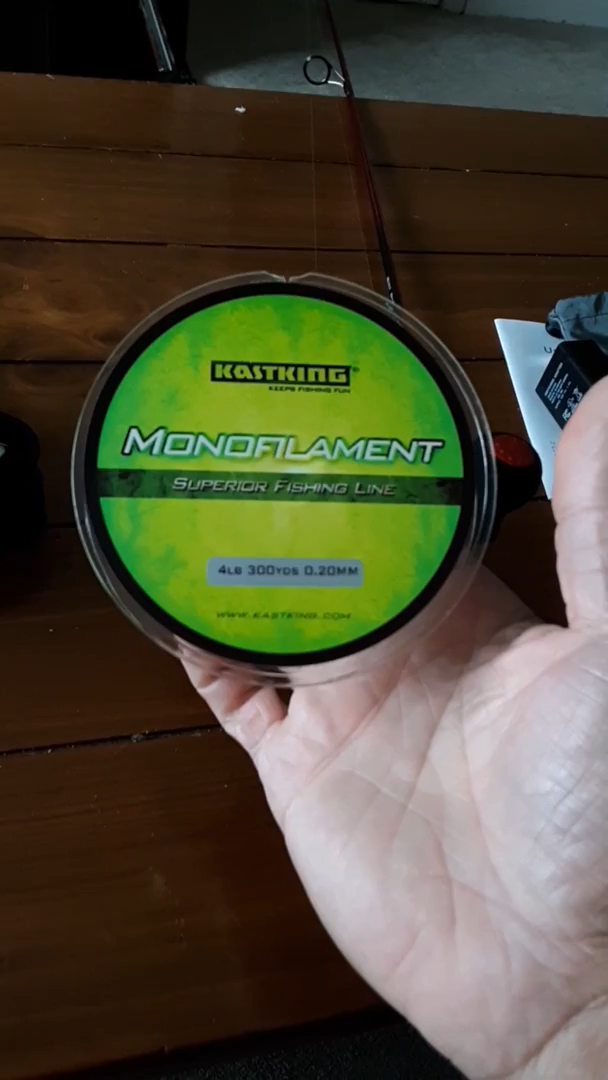 KASTKING®
KEEPS FISHING FUN
MONOFILAMENT
SUPERIOR FISHING LINE
4LB 300YDS 0.20MM
WWW.KASTKING.COM